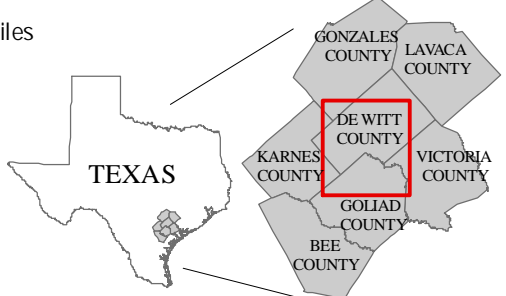 iles
TEXAS
GONZALES
COUNTY
LAVACA
COUNTY
DE WITT
COUNTY
KARNES
COUNTY
VICTORIA
COUNTY
GOLIAD
COUNTY
BEE
COUNTY